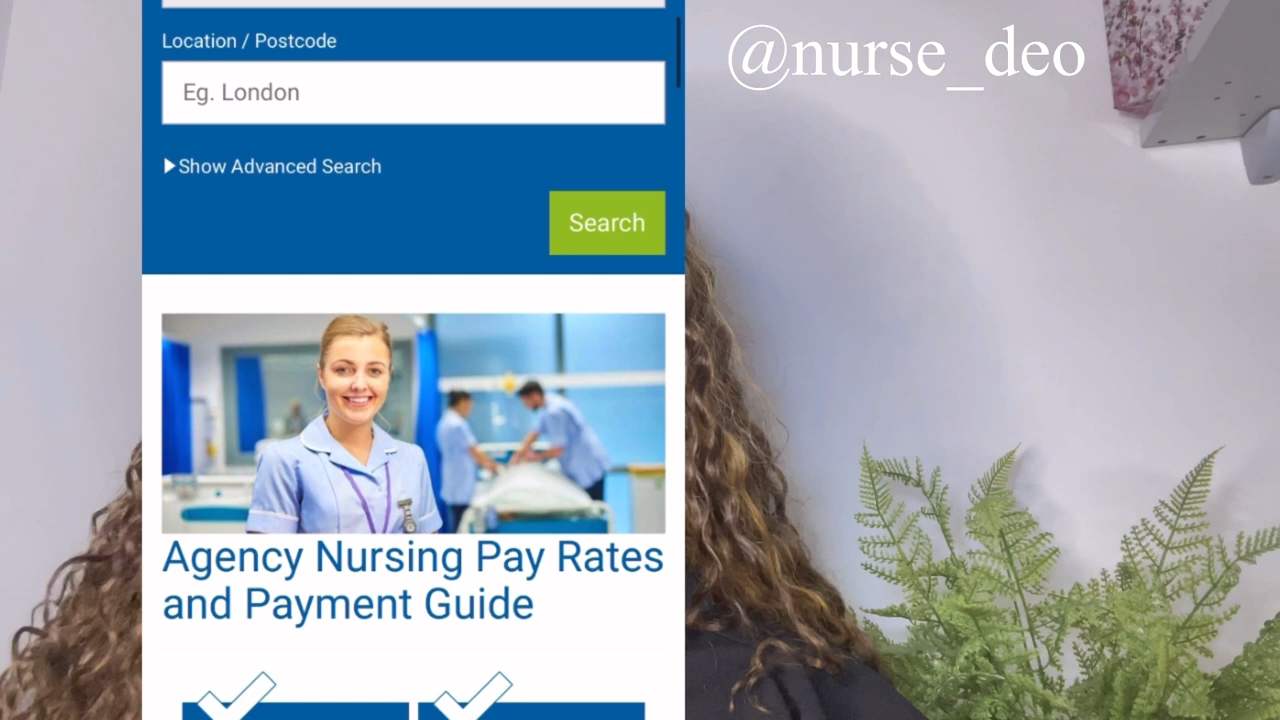 Location / Postcode
@nurse_deo
Eg. London
Show Advanced Search
Search
Agency Nursing Pay Rates
and Payment Guide